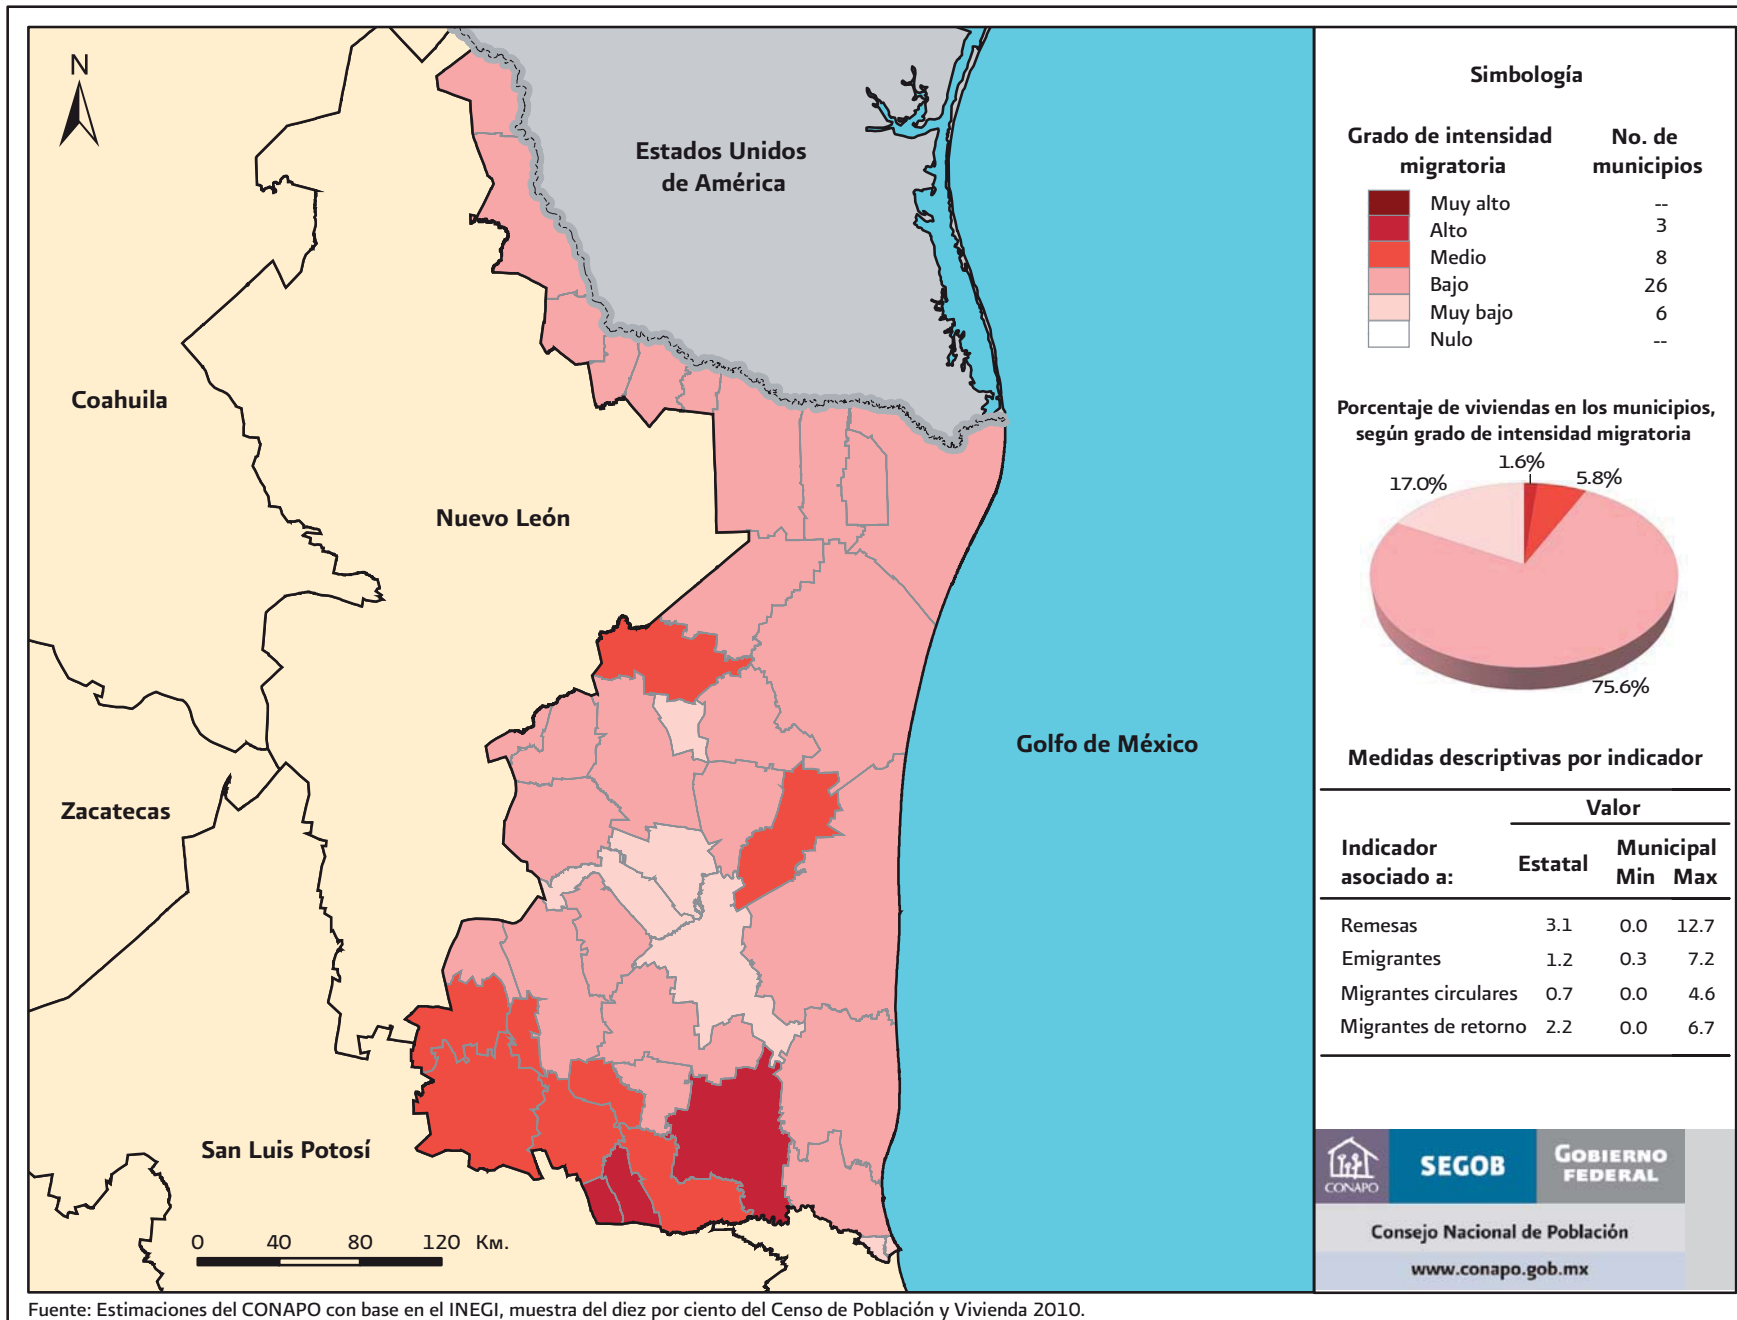 N
Estados Unidos
de América
Coahuila
Nuevo León
Golfo de México
Zacatecas
San Luis Potosí
0 40 80 120 Km.
Simbología
Grado de intensidad
migratoria
No. de
municipios
Muy alto --
Alto 3
Medio 8
Bajo 26
Muy bajo 6
Nulo --
Porcentaje de viviendas en los municipios,
según grado de intensidad migratoria
1.6%
5.8%
17.0%
75.6%
Medidas descriptivas por indicador
Valor
Indicador
asociado a:
Estatal
Municipal
Min Max
Remesas 3.1 0.0 12.7
Emigrantes 1.2 0.3 7.2
Migrantes circulares 0.7 0.0 4.6
Migrantes de retorno 2.2 0.0 6.7
CONAPO
SEGOB
GOBIERNO
FEDERAL
Consejo Nacional de Población
www.conapo.gob.mx
Fuente: Estimaciones del CONAPO con base en el INEGI, muestra del diez por ciento del Censo de Población y Vivienda 2010.